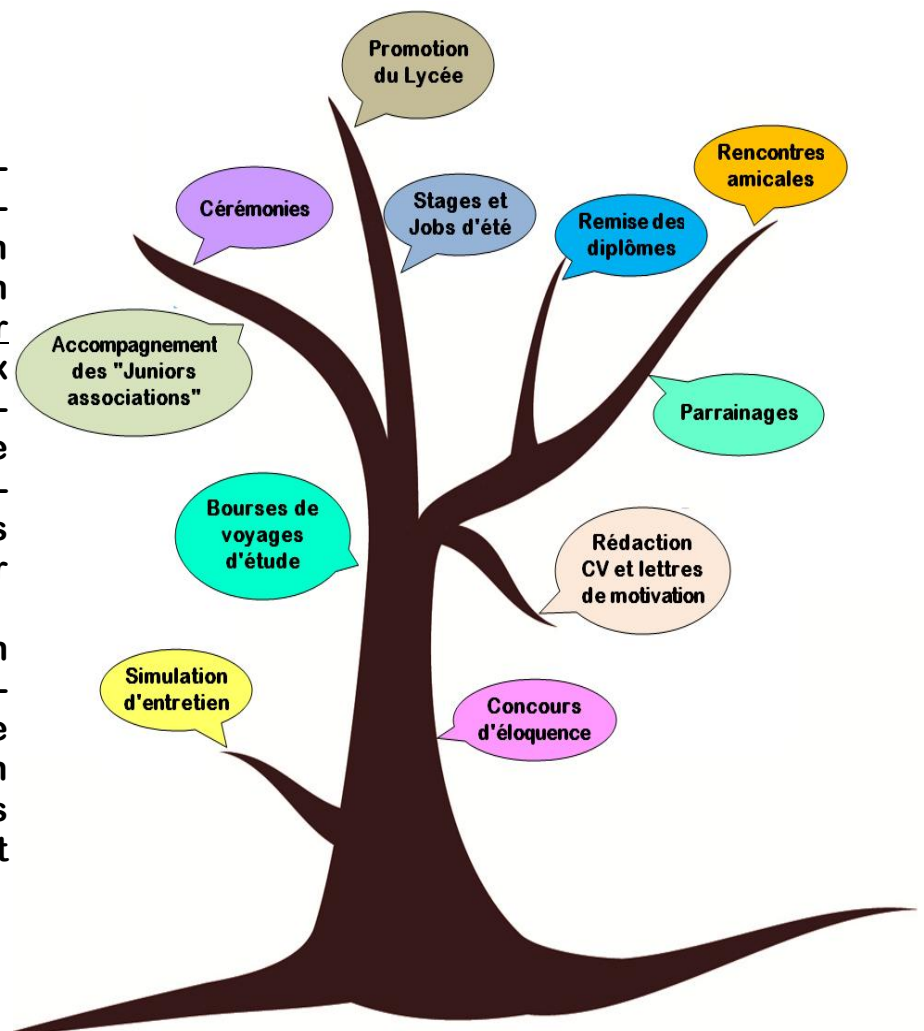 Promotion
du Lycée
Rencontres
amicales
Cérémonies
Stages et
Jobs d'été
Remise des
diplômes
Accompagnement
des "Juniors
associations"
Parrainages
Bourses de
voyages
d'étude
Rédaction
CV et lettres
de motivation
Simulation
d'entretien
Concours
d'éloquence